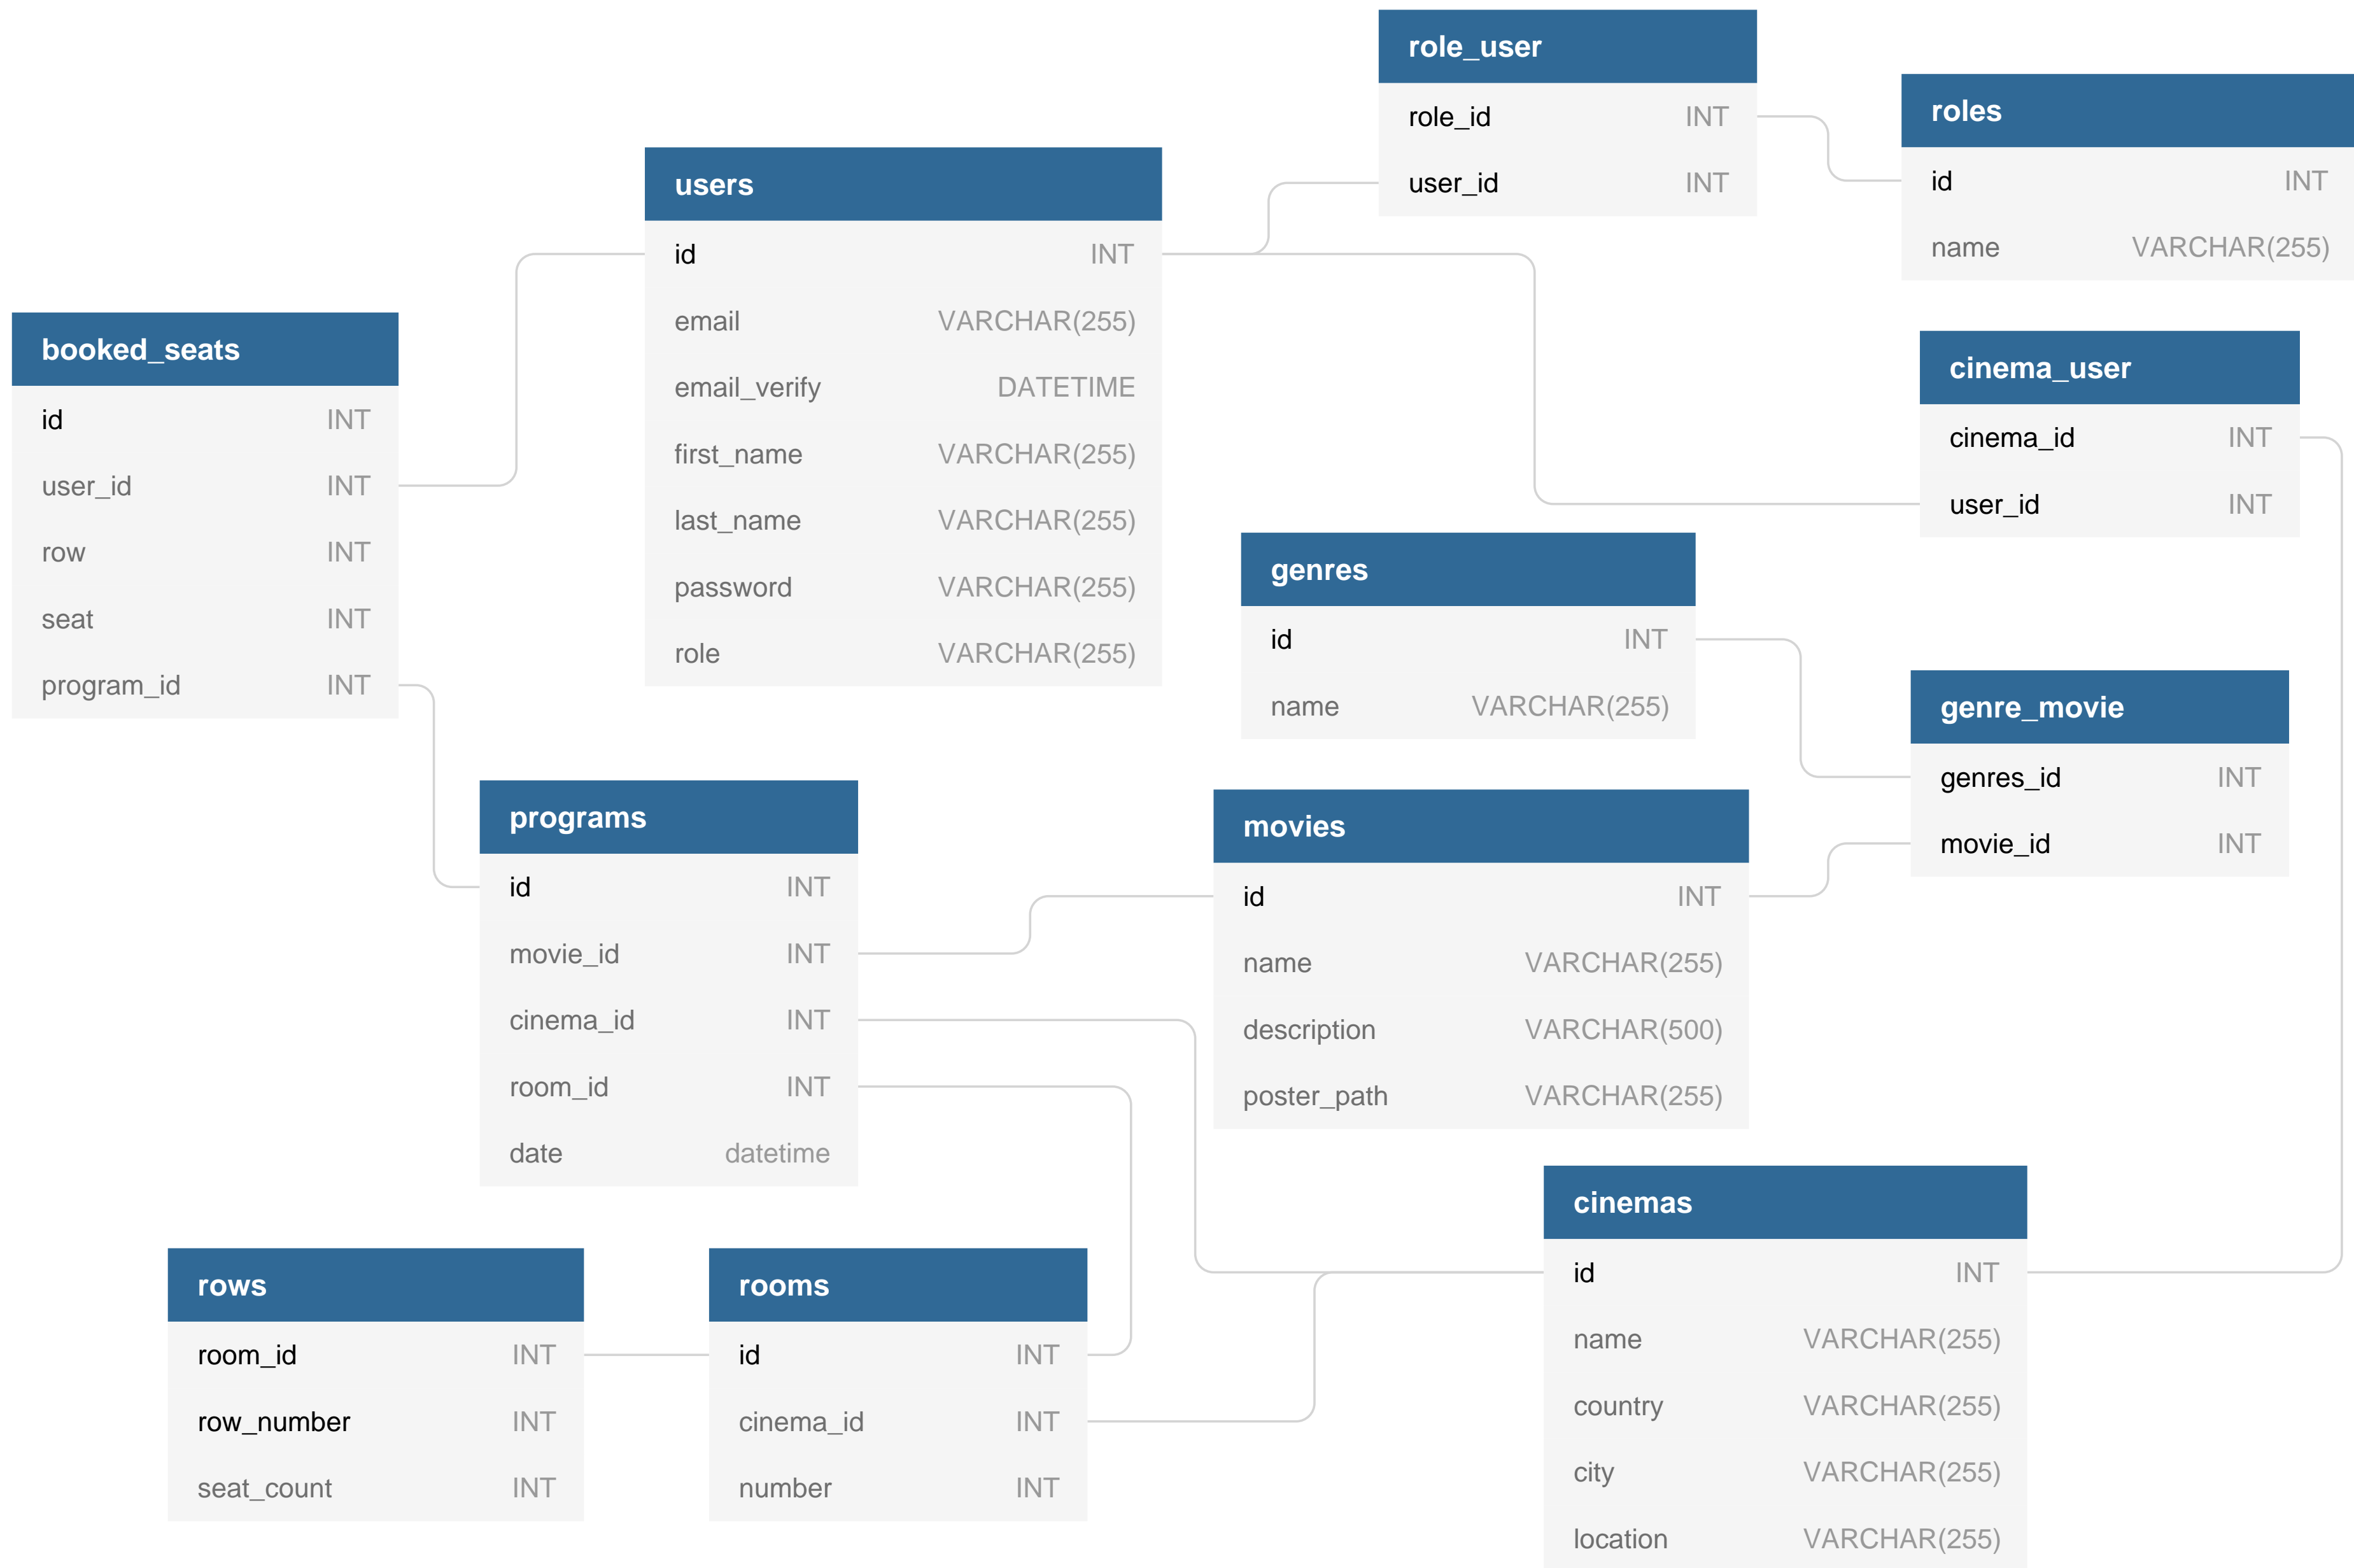 role_user
role_id INT
user_id INT
roles
id INT
name VARCHAR(255)
users
id INT
email VARCHAR(255)
email_verify DATETIME
first_name VARCHAR(255)
last_name VARCHAR(255)
password VARCHAR(255)
role VARCHAR(255)
booked_seats
id INT
user_id INT
row INT
seat INT
program_id INT
cinema_user
cinema_id INT
user_id INT
genres
id INT
name VARCHAR(255)
genre_movie
genres_id INT
movie_id INT
programs
id INT
movie_id INT
cinema_id INT
room_id INT
date datetime
movies
id INT
name VARCHAR(255)
description VARCHAR(500)
poster_path VARCHAR(255)
cinemas
id INT
name VARCHAR(255)
country VARCHAR(255)
city VARCHAR(255)
location VARCHAR(255)
rows
room_id INT
row_number INT
seat_count INT
rooms
id INT
cinema_id INT
number INT